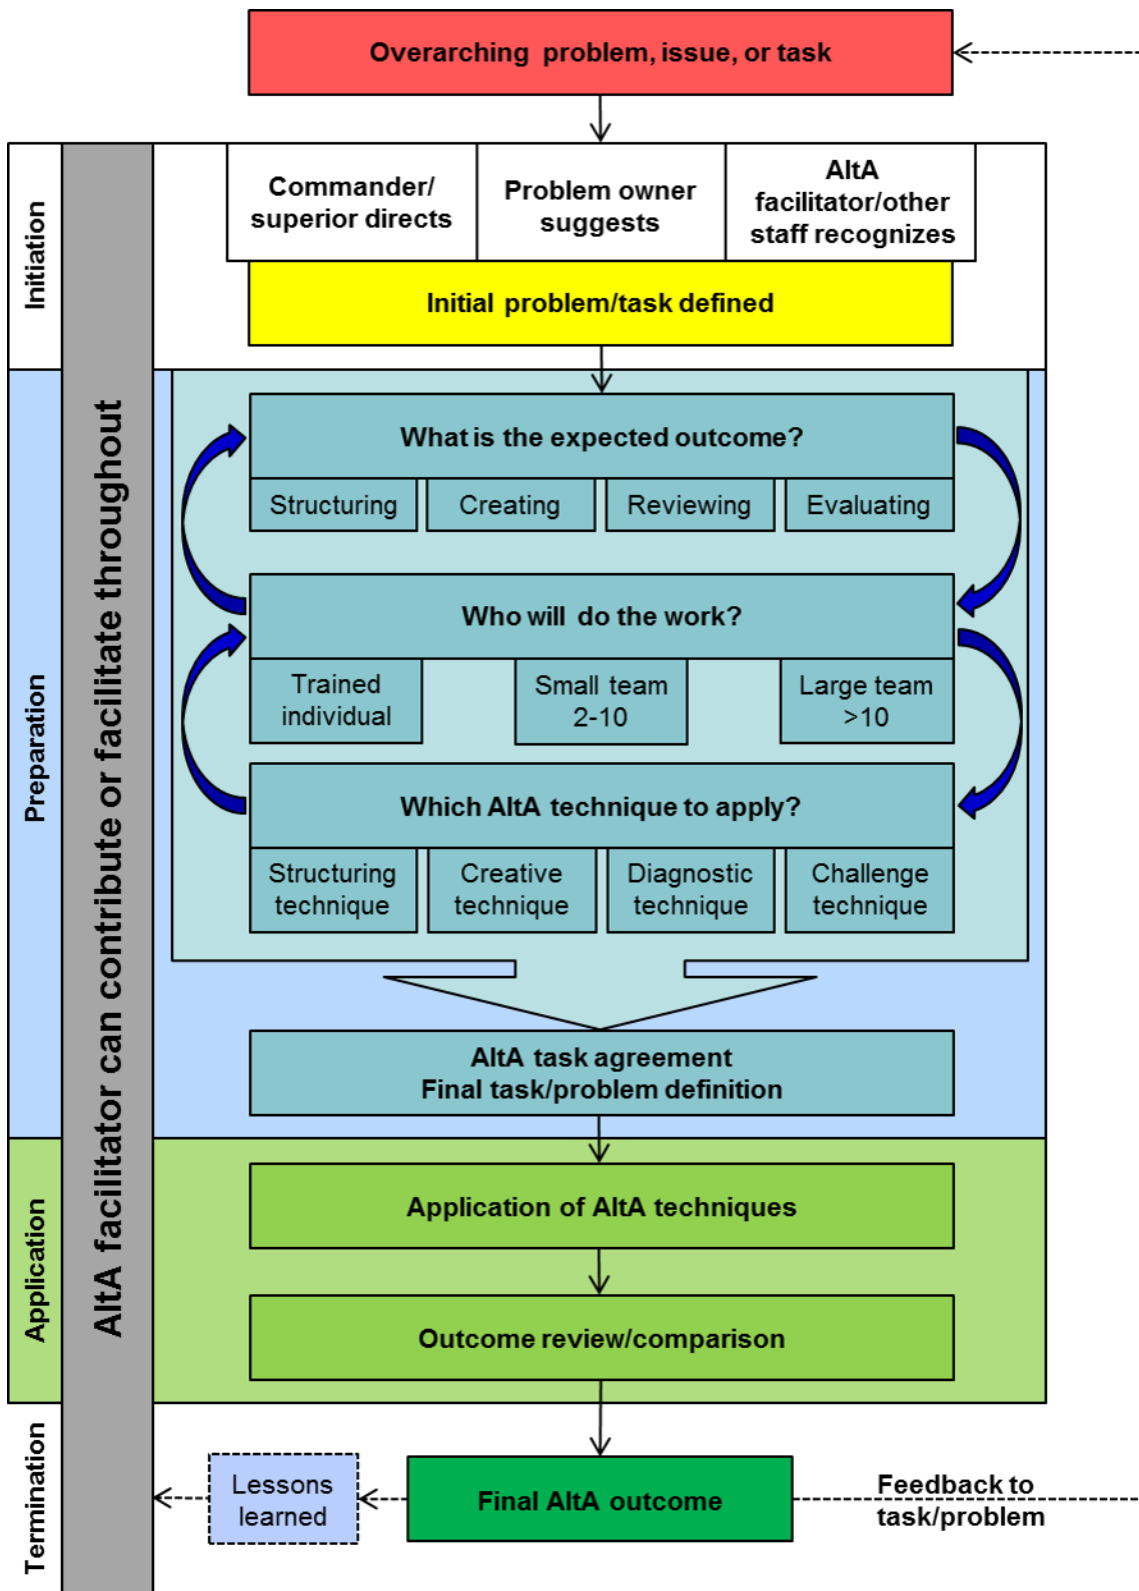 Overarching problem, issue, or task
Initiation
Commander/
superior directs
Problem owner
suggests
AltA
facilitator/other
staff recognizes
Initial problem/task defined
AltA facilitator can contribute or facilitate throughout
Preparation
What is the expected outcome?
Structuring
Creating
Reviewing
Evaluating
Who will do the work?
Trained
individual
Small team
2-10
Large team
>10
Which AltA technique to apply?
Structuring
technique
Creative
technique
Diagnostic
technique
Challenge
technique
AltA task agreement
Final task/problem definition
Application
Application of AltA techniques
Outcome review/comparison
Termination
Lessons
learned
Final AltA outcome
Feedback to
task/problem